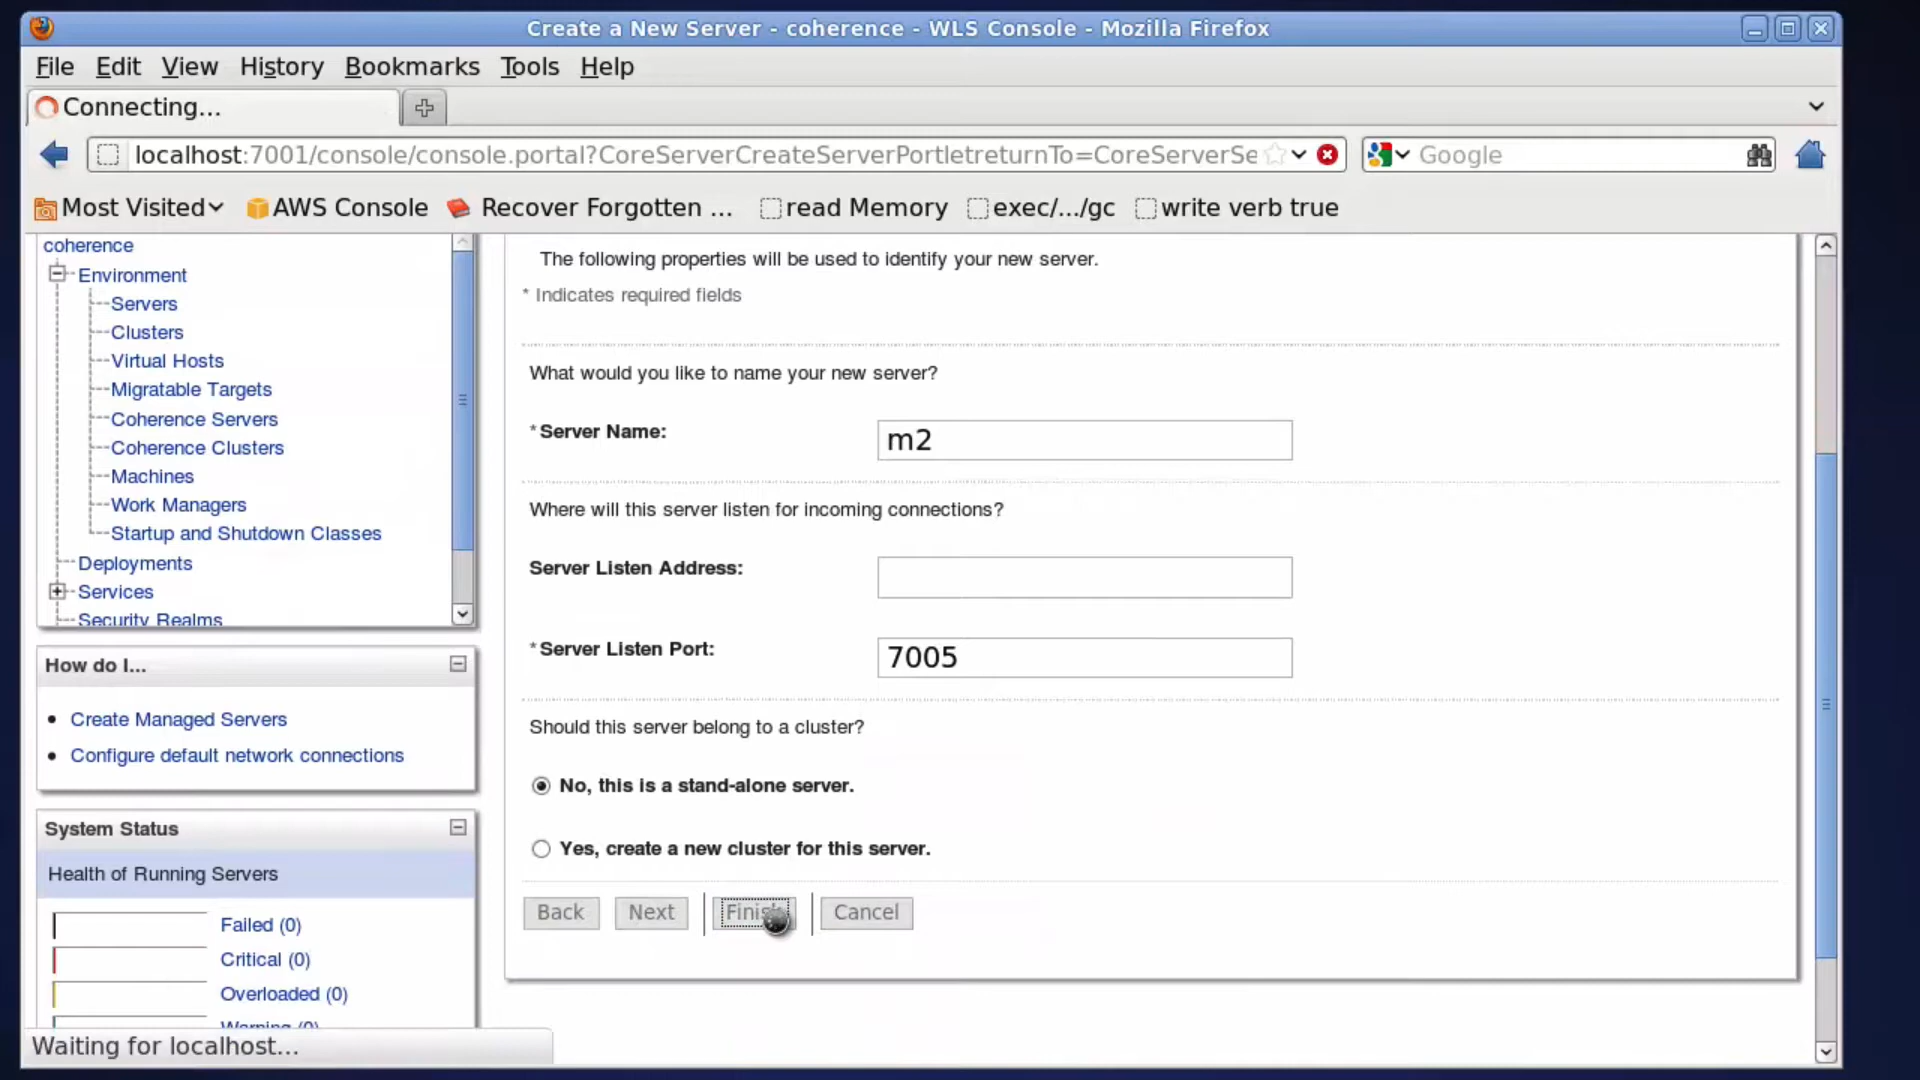 Create a New Server - coherence - WLS Console - Mozilla Firefox
File Edit View History Bookmarks Tools Help
Connecting...
localhost:7001/console/console.portal?CoreServerCreateServerPortletreturnTo=CoreServerSe
Google
Most Visited AWS Console Recover Forgotten ... read Memory exec/.../gc write verb true
coherence
Environment
Servers
Clusters
Virtual Hosts
Migratable Targets
Coherence Servers
Coherence Clusters
Machines
Work Managers
Startup and Shutdown Classes
Deployments
Services
Security Realms
How do I...
Create Managed Servers
Configure default network connections
System Status
Health of Running Servers
Failed (0)
Critical (0)
Overloaded (0)
Warning (0)
The following properties will be used to identify your new server.
* Indicates required fields
What would you like to name your new server?
* Server Name: m2
Where will this server listen for incoming connections?
Server Listen Address:
* Server Listen Port: 7005
Should this server belong to a cluster?
No, this is a stand-alone server.
Yes, create a new cluster for this server.
Back Next Finish Cancel
Waiting for localhost...